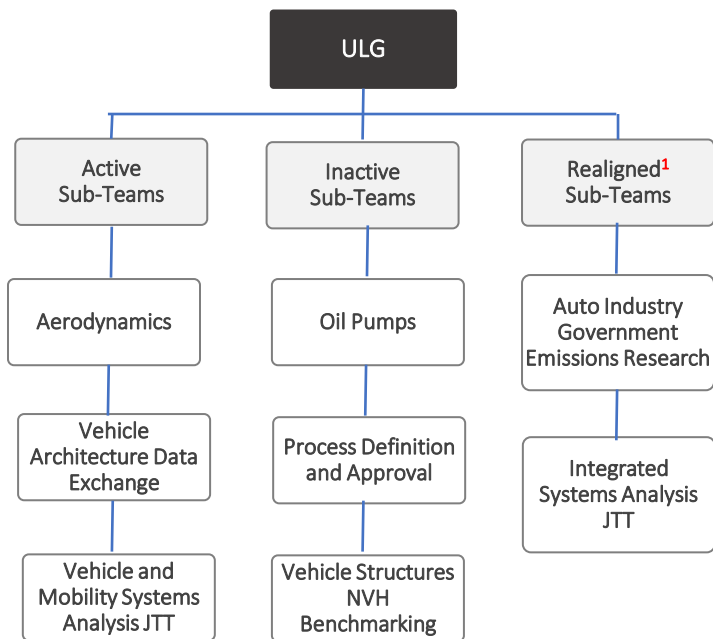 ULG
Active
Sub-Teams
Inactive
Sub-Teams
Realigned1
Sub-Teams
Aerodynamics
Vehicle
Architecture Data
Exchange
Vehicle and
Mobility Systems
Analysis JTT
Oil Pumps
Process Definition
and Approval
Vehicle Structures
NVH
Benchmarking
Auto Industry
Government
Emissions Research
Integrated
Systems Analysis
JTT